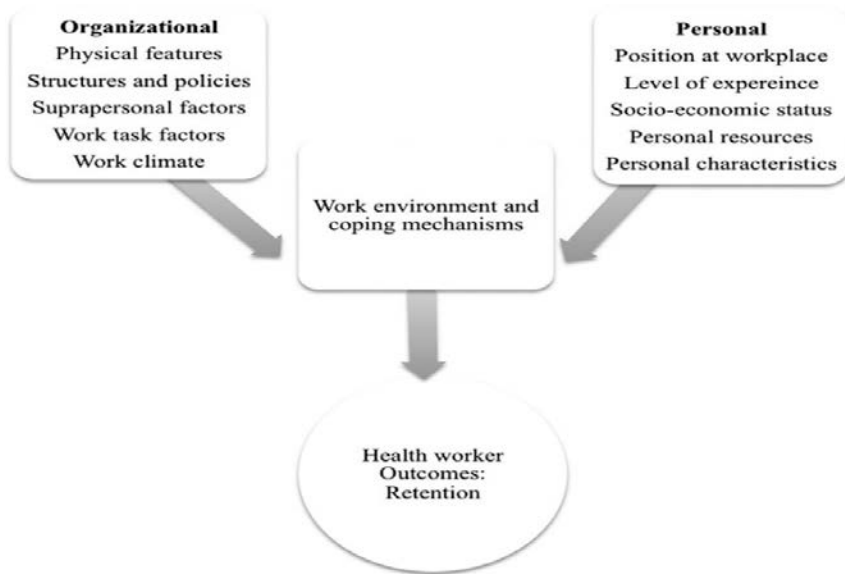 Organizational
Physical features
Structures and policies
Suprapersonal factors
Work task factors
Work climate
Personal
Position at workplace
Level of expereince
Socio-economic status
Personal resources
Personal characteristics
Work environment and
coping mechanisms
Health worker
Outcomes:
Retention